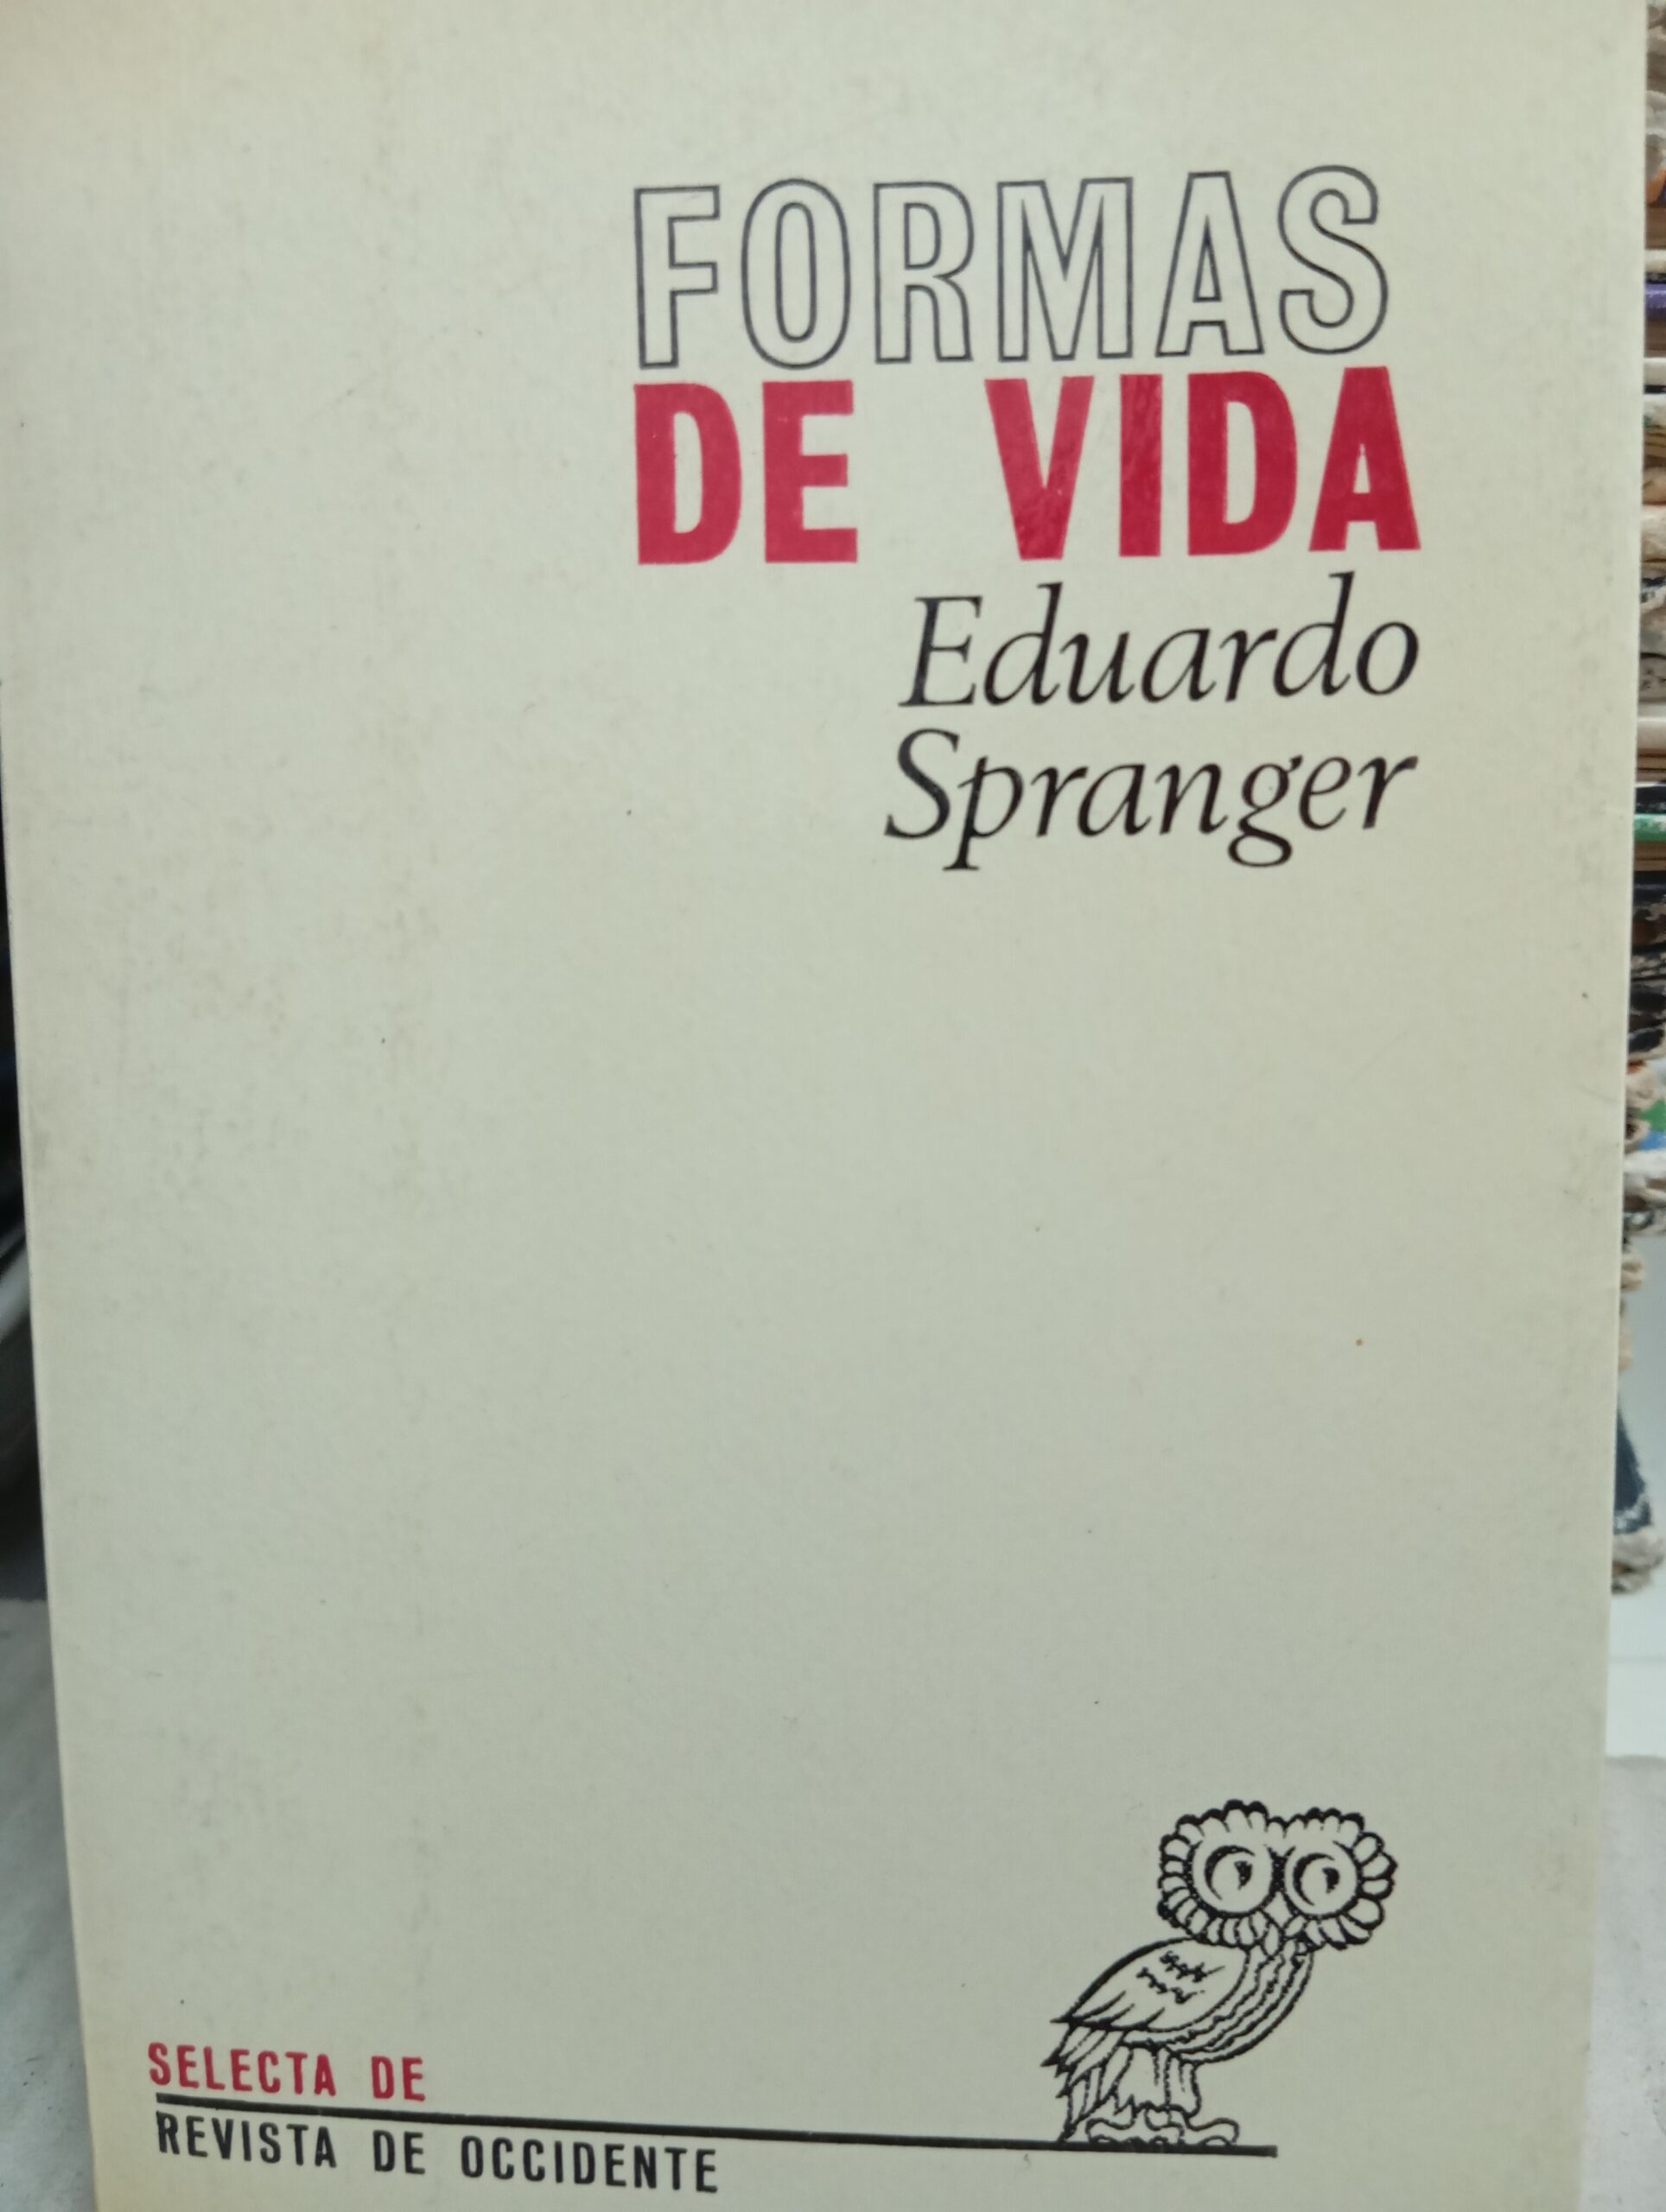 FORMAS
DE VIDA
Eduardo
Spranger
SELECTA DE
REVISTA DE OCCIDENTE